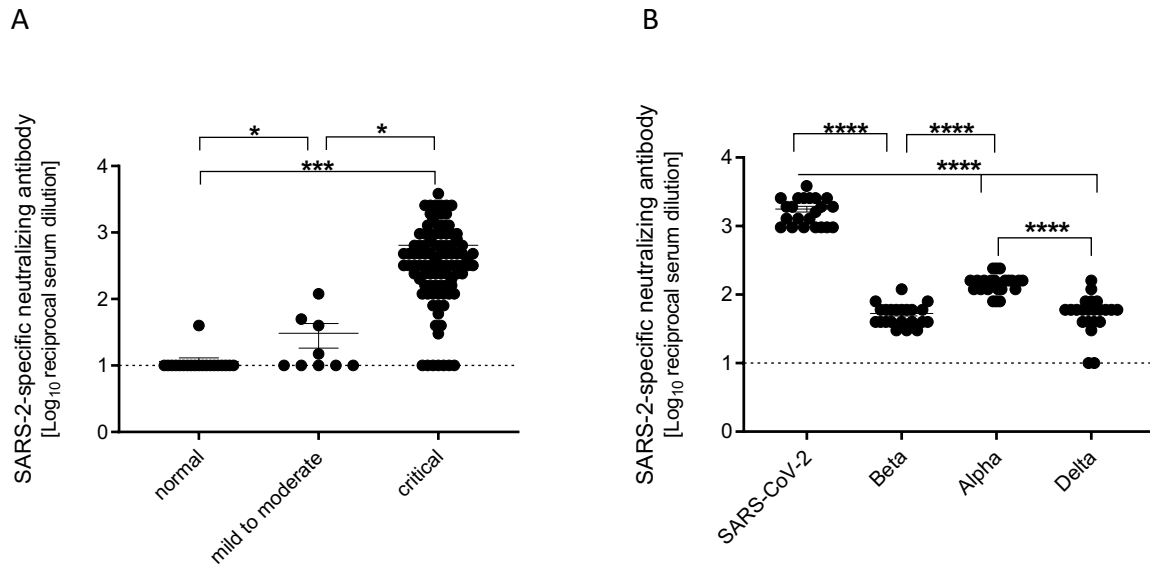 A
B
SARS-2-specific neutralizing antibody
[Log₁₀ reciprocal serum dilution]
4
3
2
1
0
*
*
***
normal
mild to moderate
critical
SARS-2-specific neutralizing antibody
[Log₁₀ reciprocal serum dilution]
4
3
2
1
0
****
****
****
****
SARS-CoV-2
Beta
Alpha
Delta